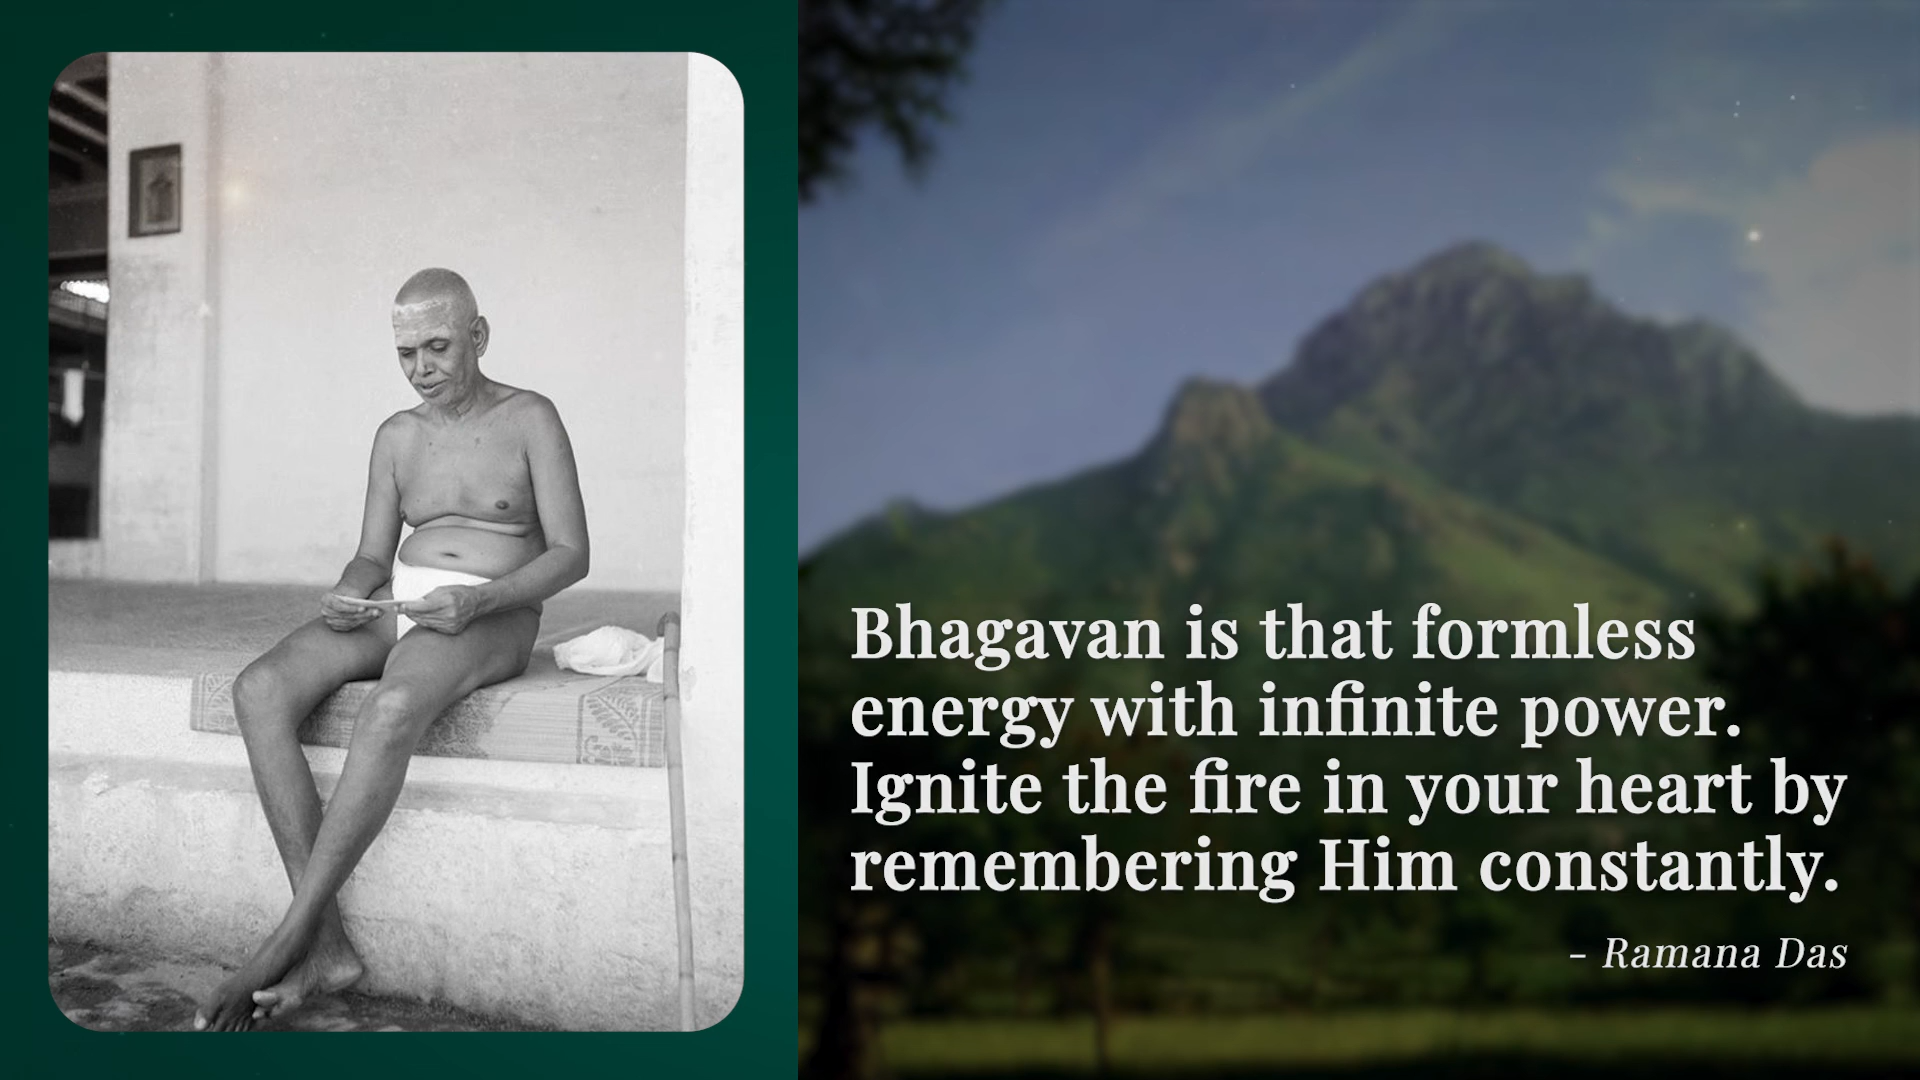 Bhagavan is that formless
energy with infinite power.
Ignite the fire in your heart by
remembering Him constantly.
– Ramana Das